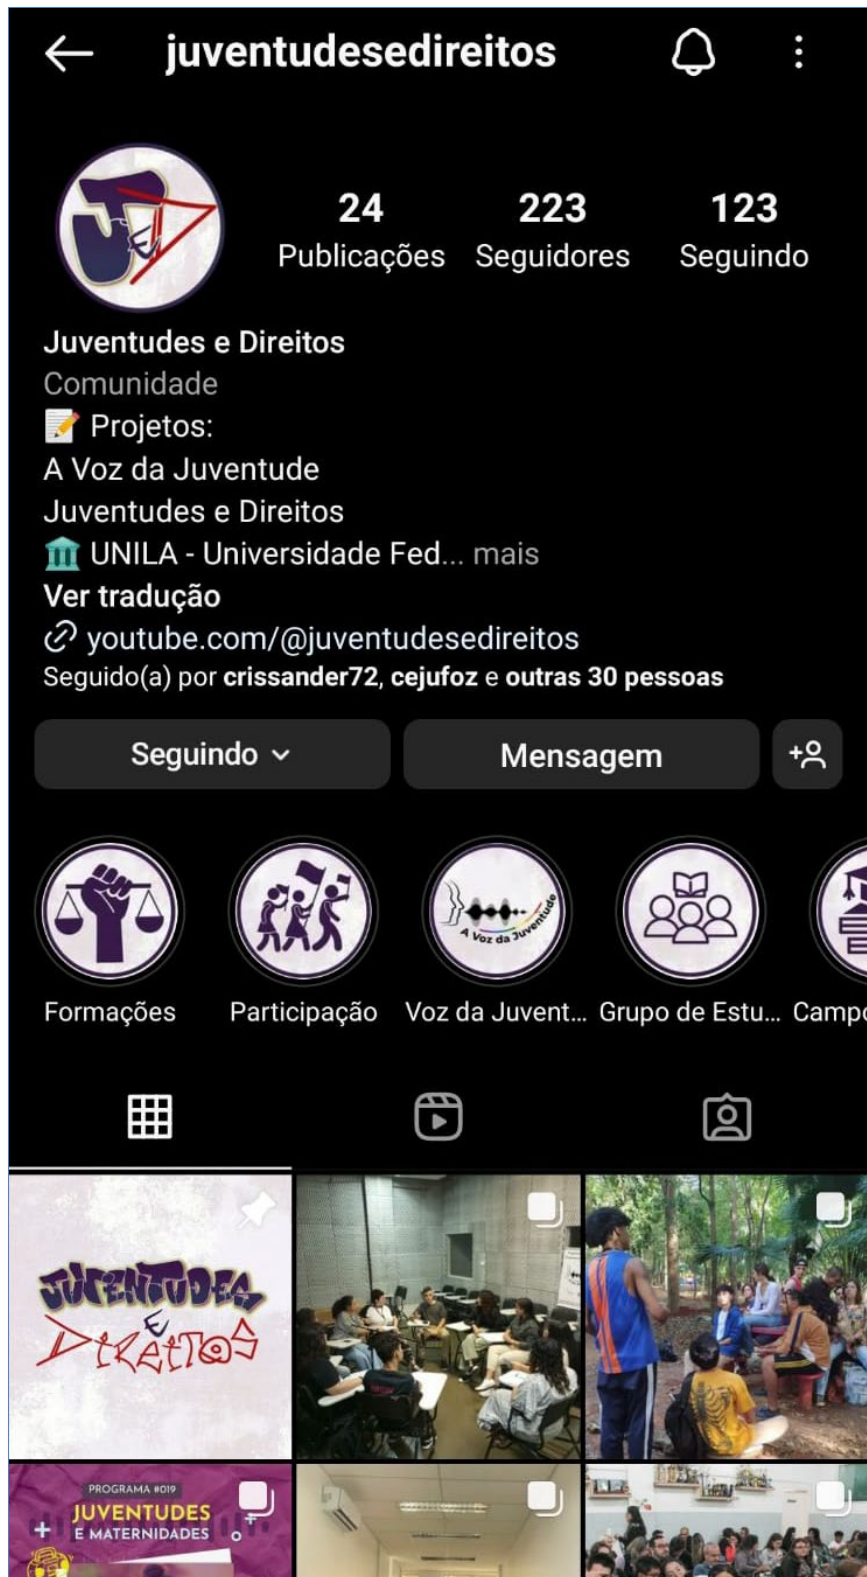 juventudesedireitos
J e D
24 223 123
Publicações Seguidores Seguindo
Juventudes e Direitos
Comunidade
📝 Projetos:
A Voz da Juventude
Juventudes e Direitos
🏛️ UNILA - Universidade Fed... mais
Ver tradução
youtube.com/@juventudesedireitos
Seguido(a) por crissander72, cejufoz e outras 30 pessoas
Seguindo Mensagem
A Voz da Juventude
Formações Participação Voz da Juvent... Grupo de Estu... Campo
JUVENTUDES
E
DIREITOS
PROGRAMA #019
JUVENTUDES
E MATERNIDADES